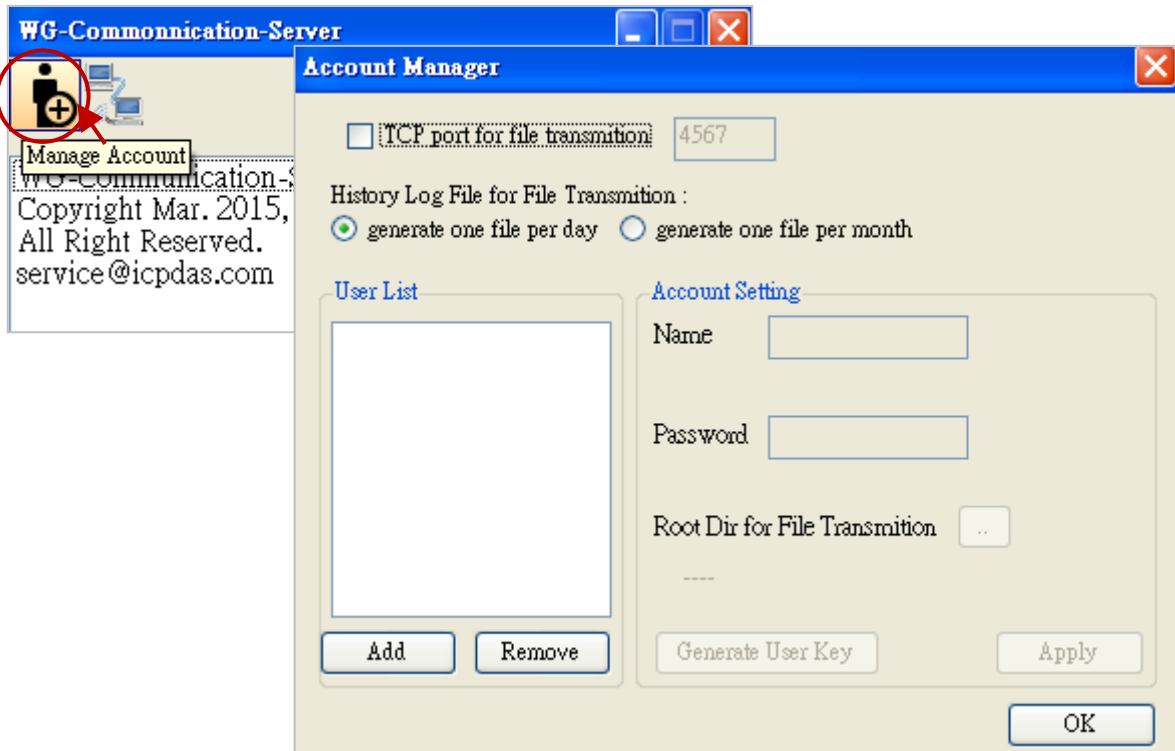 WG-Commonnication-Server
Manage Account
WG-Communication-S
Copyright Mar. 2015,
All Right Reserved.
service@icpdas.com
Account Manager
TCP port for file transmition 4567
History Log File for File Transmition :
generate one file per day generate one file per month
User List
Add Remove
Account Setting
Name
Password
Root Dir for File Transmition ..
----
Generate User Key Apply
OK